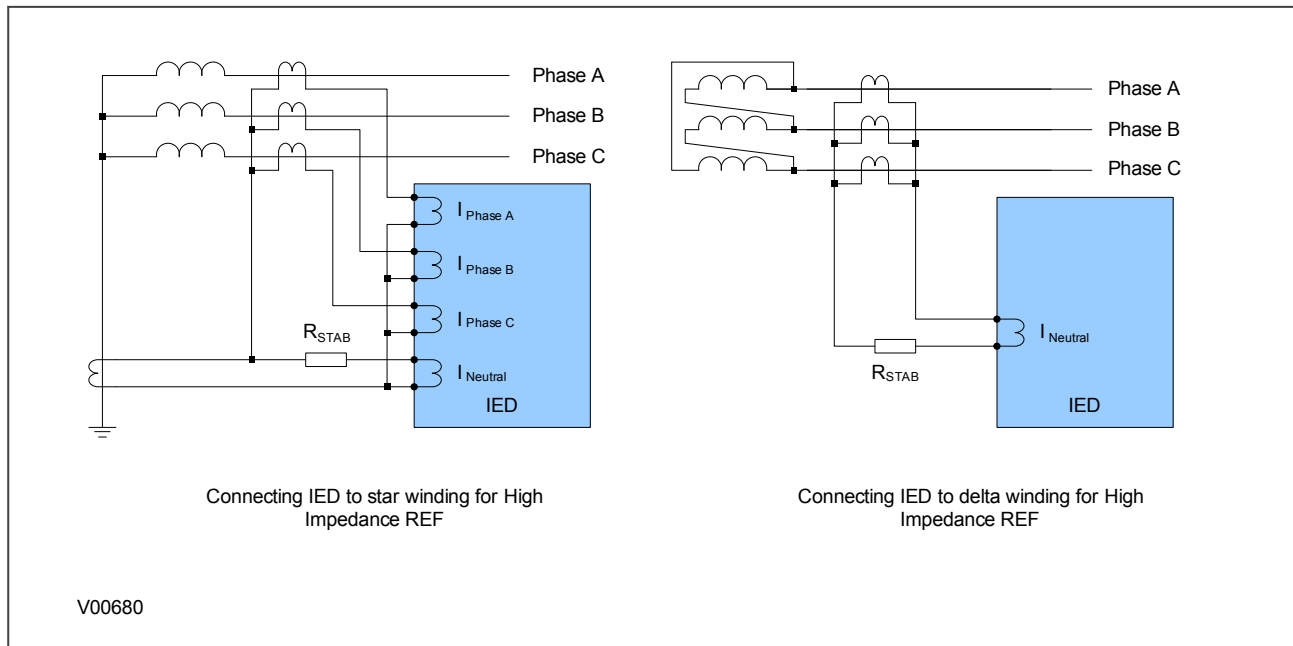 Phase A
Phase B
Phase C
I Phase A
I Phase B
I Phase C
RSTAB
I Neutral
IED
Connecting IED to star winding for High
Impedance REF
Phase A
Phase B
Phase C
I Neutral
RSTAB
IED
Connecting IED to delta winding for High
Impedance REF
V00680